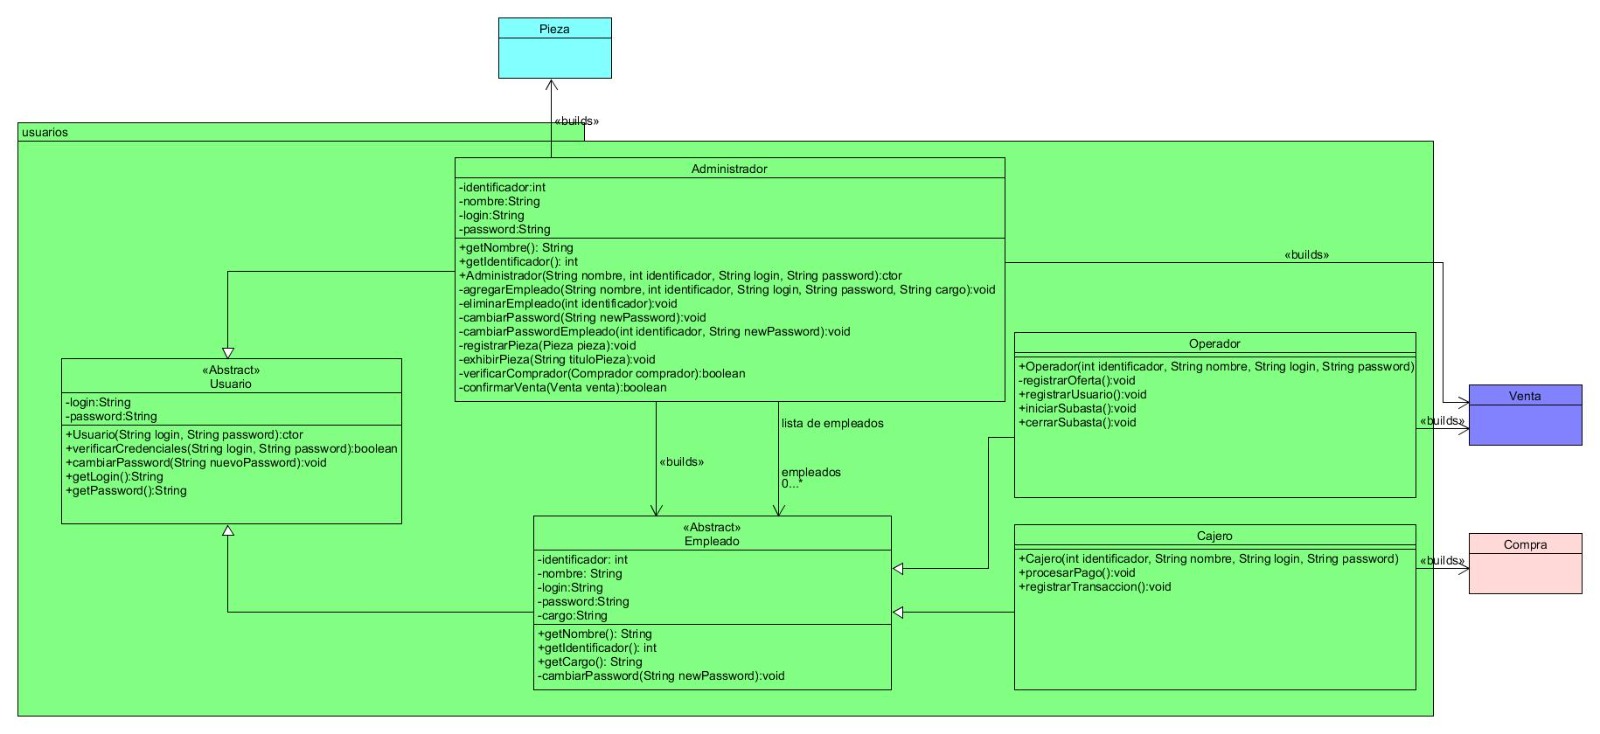 Pieza
«builds»
usuarios
Administrador
-identificador:int
-nombre:String
-login:String
-password:String
+getNombre(): String
+getIdentificador(): int
+Administrador(String nombre, int identificador, String login, String password):ctor
-agregarEmpleado(String nombre, int identificador, String login, String password, String cargo):void
-eliminarEmpleado(int identificador):void
-cambiarPassword(String newPassword):void
-cambiarPasswordEmpleado(int identificador, String newPassword):void
-registrarPieza(Pieza pieza):void
-exhibirPieza(String tituloPieza):void
-verificarComprador(Comprador comprador):boolean
-confirmarVenta(Venta venta):boolean
«builds»
«Abstract»
Usuario
-login:String
-password:String
+Usuario(String login, String password):ctor
+verificarCredenciales(String login, String password):boolean
+cambiarPassword(String nuevoPassword):void
+getLogin():String
+getPassword():String
«builds»
lista de empleados
empleados
0...*
Operador
+Operador(int identificador, String nombre, String login, String password)
-registrarOferta():void
+registrarUsuario():void
+iniciarSubasta():void
+cerrarSubasta():void
«builds»
Venta
«Abstract»
Empleado
-identificador: int
-nombre: String
-login:String
-password:String
-cargo:String
+getNombre(): String
+getIdentificador(): int
+getCargo(): String
-cambiarPassword(String newPassword):void
Cajero
+Cajero(int identificador, String nombre, String login, String password)
+procesarPago():void
+registrarTransaccion():void
«builds»
Compra